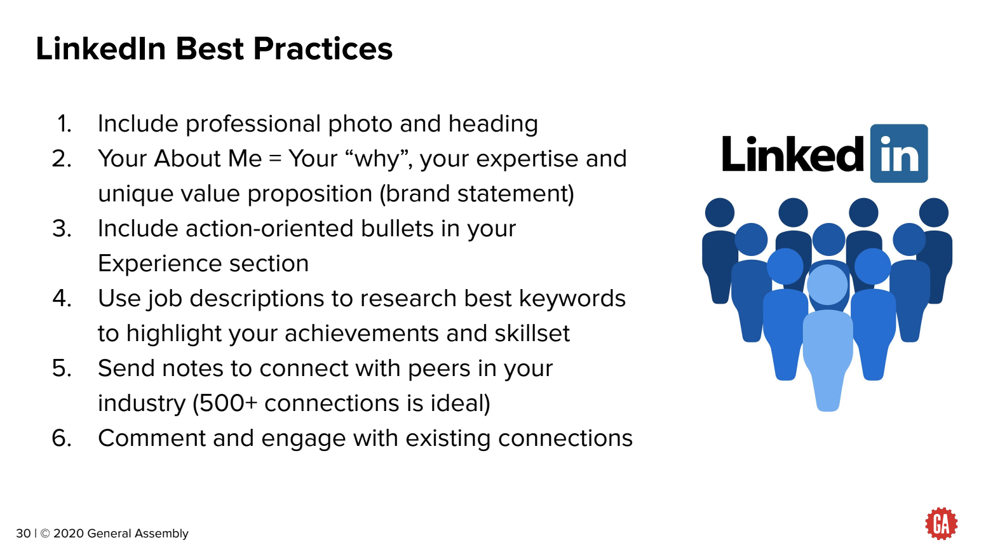 LinkedIn Best Practices
1. Include professional photo and heading
2. Your About Me = Your “why”, your expertise and
unique value proposition (brand statement)
3. Include action-oriented bullets in your
Experience section
4. Use job descriptions to research best keywords
to highlight your achievements and skillset
5. Send notes to connect with peers in your
industry (500+ connections is ideal)
6. Comment and engage with existing connections
Linked in
30 | © 2020 General Assembly
GA